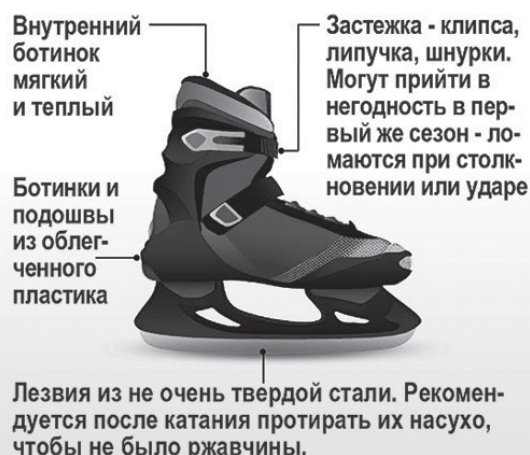 Внутренний
ботинок
мягкий
и теплый
Застежка - клипса,
липучка, шнурки.
Могут прийти в
негодность в пер-
вый же сезон - ло-
маются при столк-
новении или ударе
Ботинки и
подошвы
из облег-
ченного
пластика
Лезвия из не очень твердой стали. Рекомен-
дуется после катания протирать их насухо,
чтобы не было ржавчины.